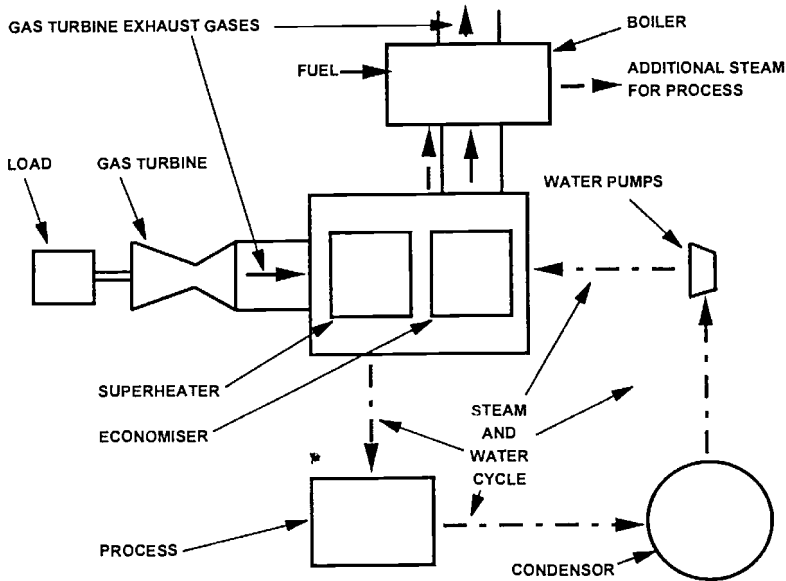 GAS TURBINE EXHAUST GASES
BOILER
FUEL
ADDITIONAL STEAM
FOR PROCESS
LOAD
GAS TURBINE
WATER PUMPS
SUPERHEATER
ECONOMISER
STEAM
AND
WATER
CYCLE
PROCESS
CONDENSOR